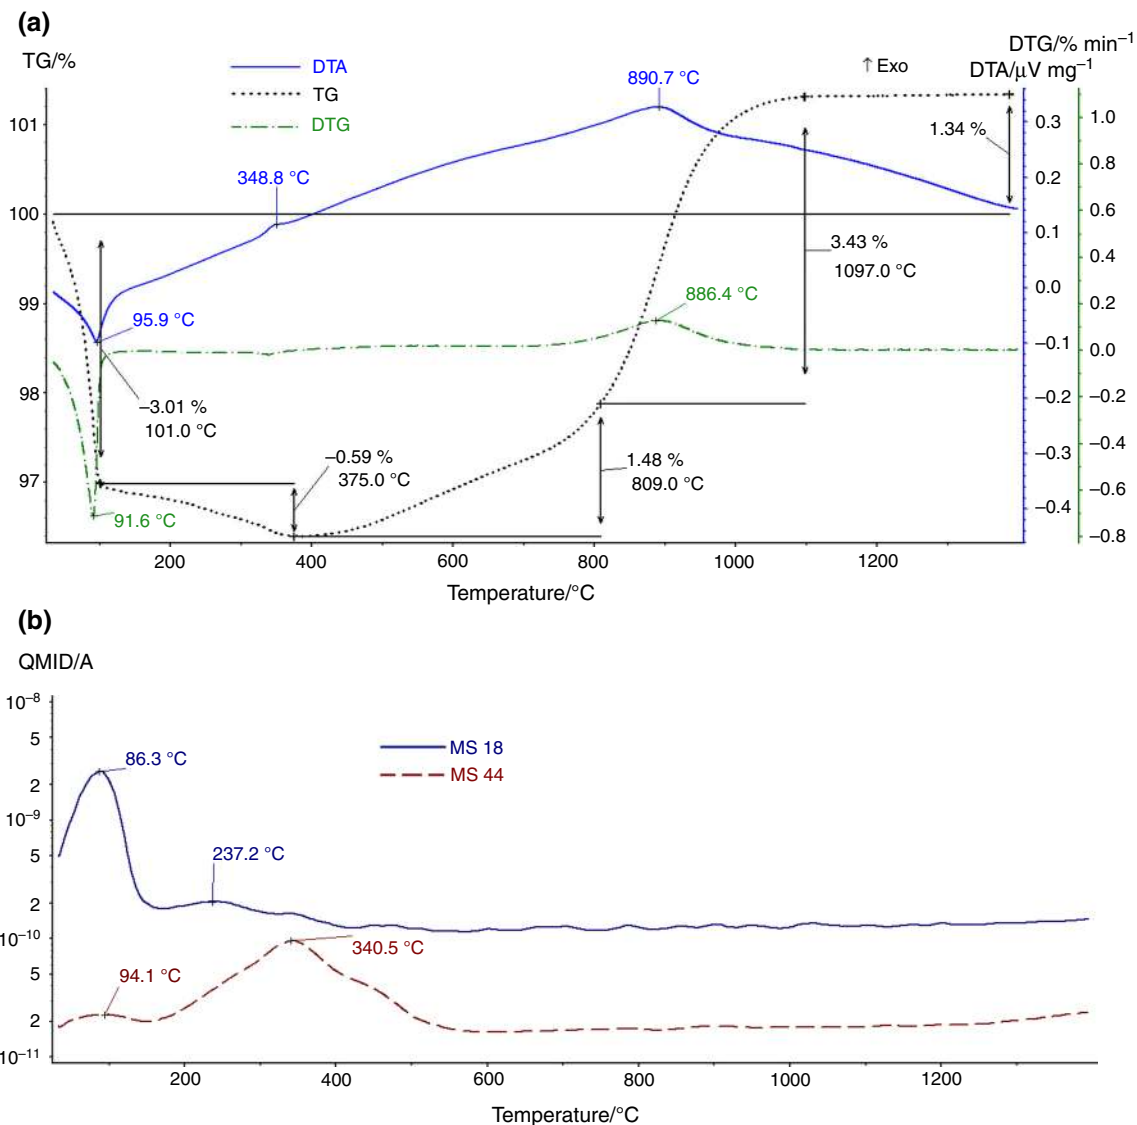 (a)
TG/%
DTG/% min⁻¹
DTA/μV mg⁻¹
DTA
TG
DTG
890.7 °C
↑ Exo
1.34 %
348.8 °C
95.9 °C
–3.01 %
101.0 °C
91.6 °C
–0.59 %
375.0 °C
1.48 %
809.0 °C
886.4 °C
3.43 %
1097.0 °C
101
100
99
98
97
0.3
0.2
0.1
0.0
–0.1
–0.2
–0.3
–0.4
1.0
0.8
0.6
0.4
0.2
0.0
–0.2
–0.4
–0.6
–0.8
200 400 600 800 1000 1200
Temperature/°C
(b)
QMID/A
10⁻⁸
5
2
10⁻⁹
5
2
10⁻¹⁰
5
2
10⁻¹¹
MS 18
MS 44
86.3 °C
237.2 °C
94.1 °C
340.5 °C
200 400 600 800 1000 1200
Temperature/°C